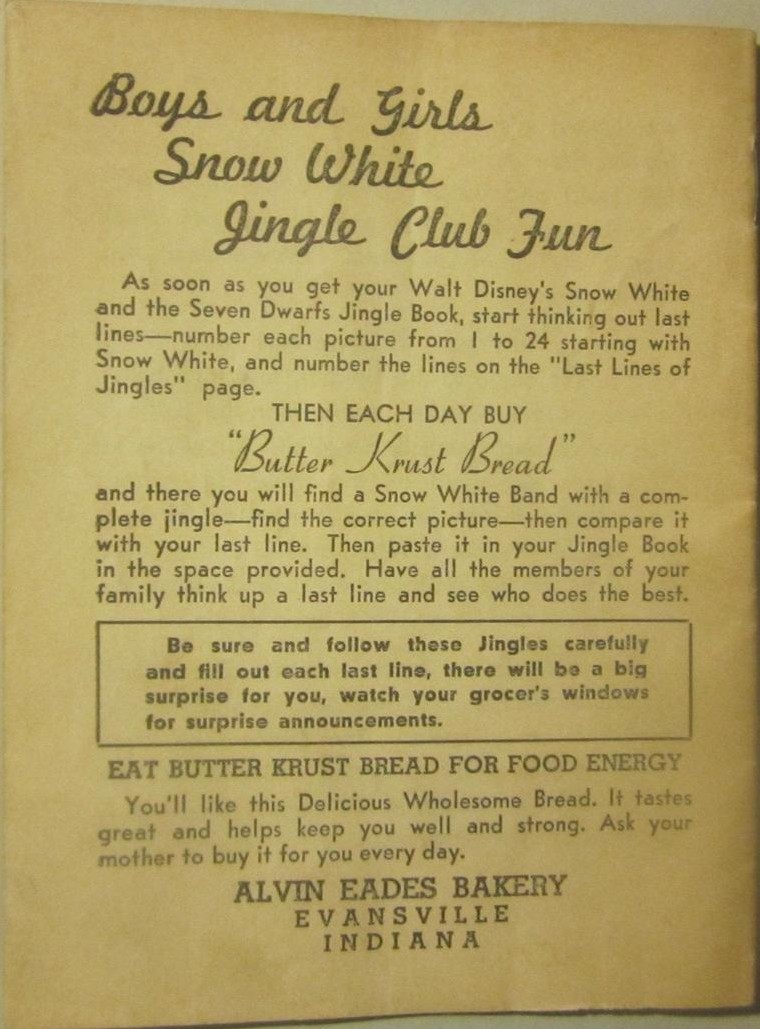 Boys and Girls
Snow White
Jingle Club Fun
As soon as you get your Walt Disney's Snow White
and the Seven Dwarfs Jingle Book, start thinking out last
lines—number each picture from 1 to 24 starting with
Snow White, and number the lines on the "Last Lines of
Jingles" page.
THEN EACH DAY BUY
"Butter Krust Bread"
and there you will find a Snow White Band with a com-
plete jingle—find the correct picture—then compare it
with your last line. Then paste it in your Jingle Book
in the space provided. Have all the members of your
family think up a last line and see who does the best.
Be sure and follow these Jingles carefully
and fill out each last line, there will be a big
surprise for you, watch your grocer's windows
for surprise announcements.
EAT BUTTER KRUST BREAD FOR FOOD ENERGY
You'll like this Delicious Wholesome Bread. It tastes
great and helps keep you well and strong. Ask your
mother to buy it for you every day.
ALVIN EADES BAKERY
EVANSVILLE
INDIANA